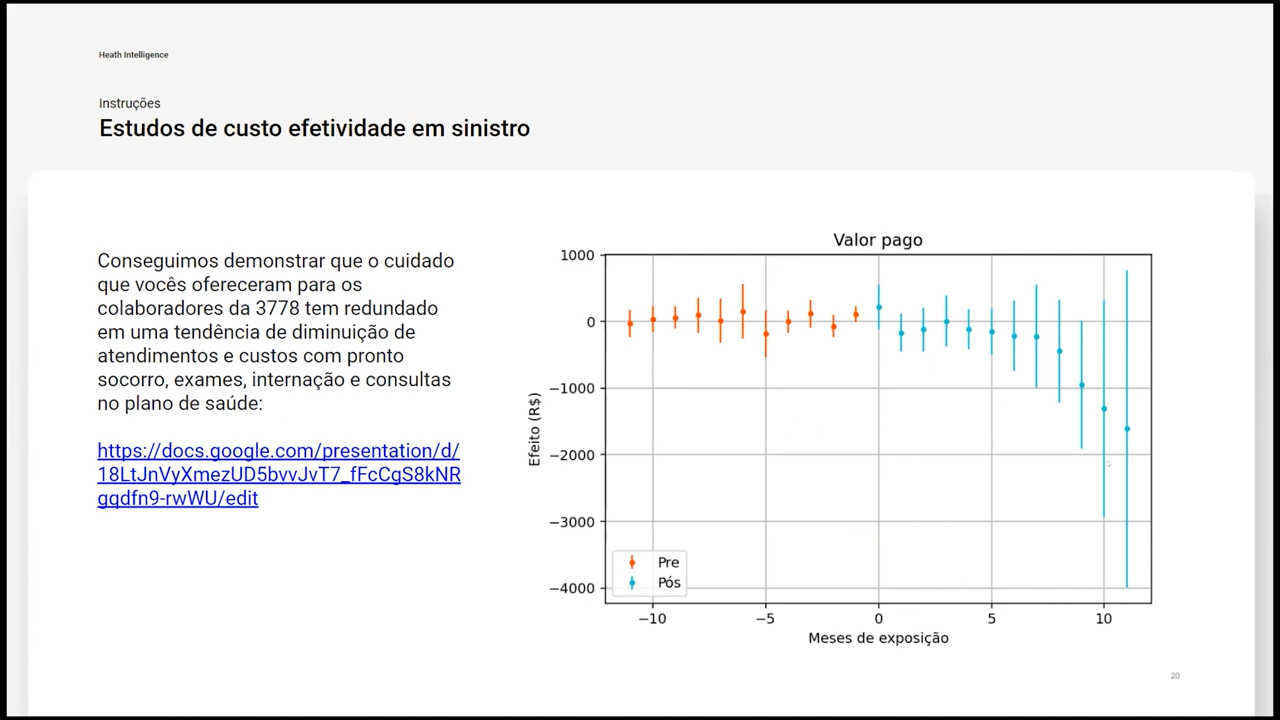 Heath Intelligence
Instruções
Estudos de custo efetividade em sinistro
Conseguimos demonstrar que o cuidado
que vocês ofereceram para os
colaboradores da 3778 tem redundado
em uma tendência de diminuição de
atendimentos e custos com pronto
socorro, exames, internação e consultas
no plano de saúde:
https://docs.google.com/presentation/d/
18LtJnVyXmezUD5bvvJvT7_fFcCgS8kNR
gqdfn9-rwWU/edit
Valor pago
1000
0
−1000
−2000
−3000
−4000
Efeito (R$)
Pre
Pós
−10
−5
0
5
10
Meses de exposição
20